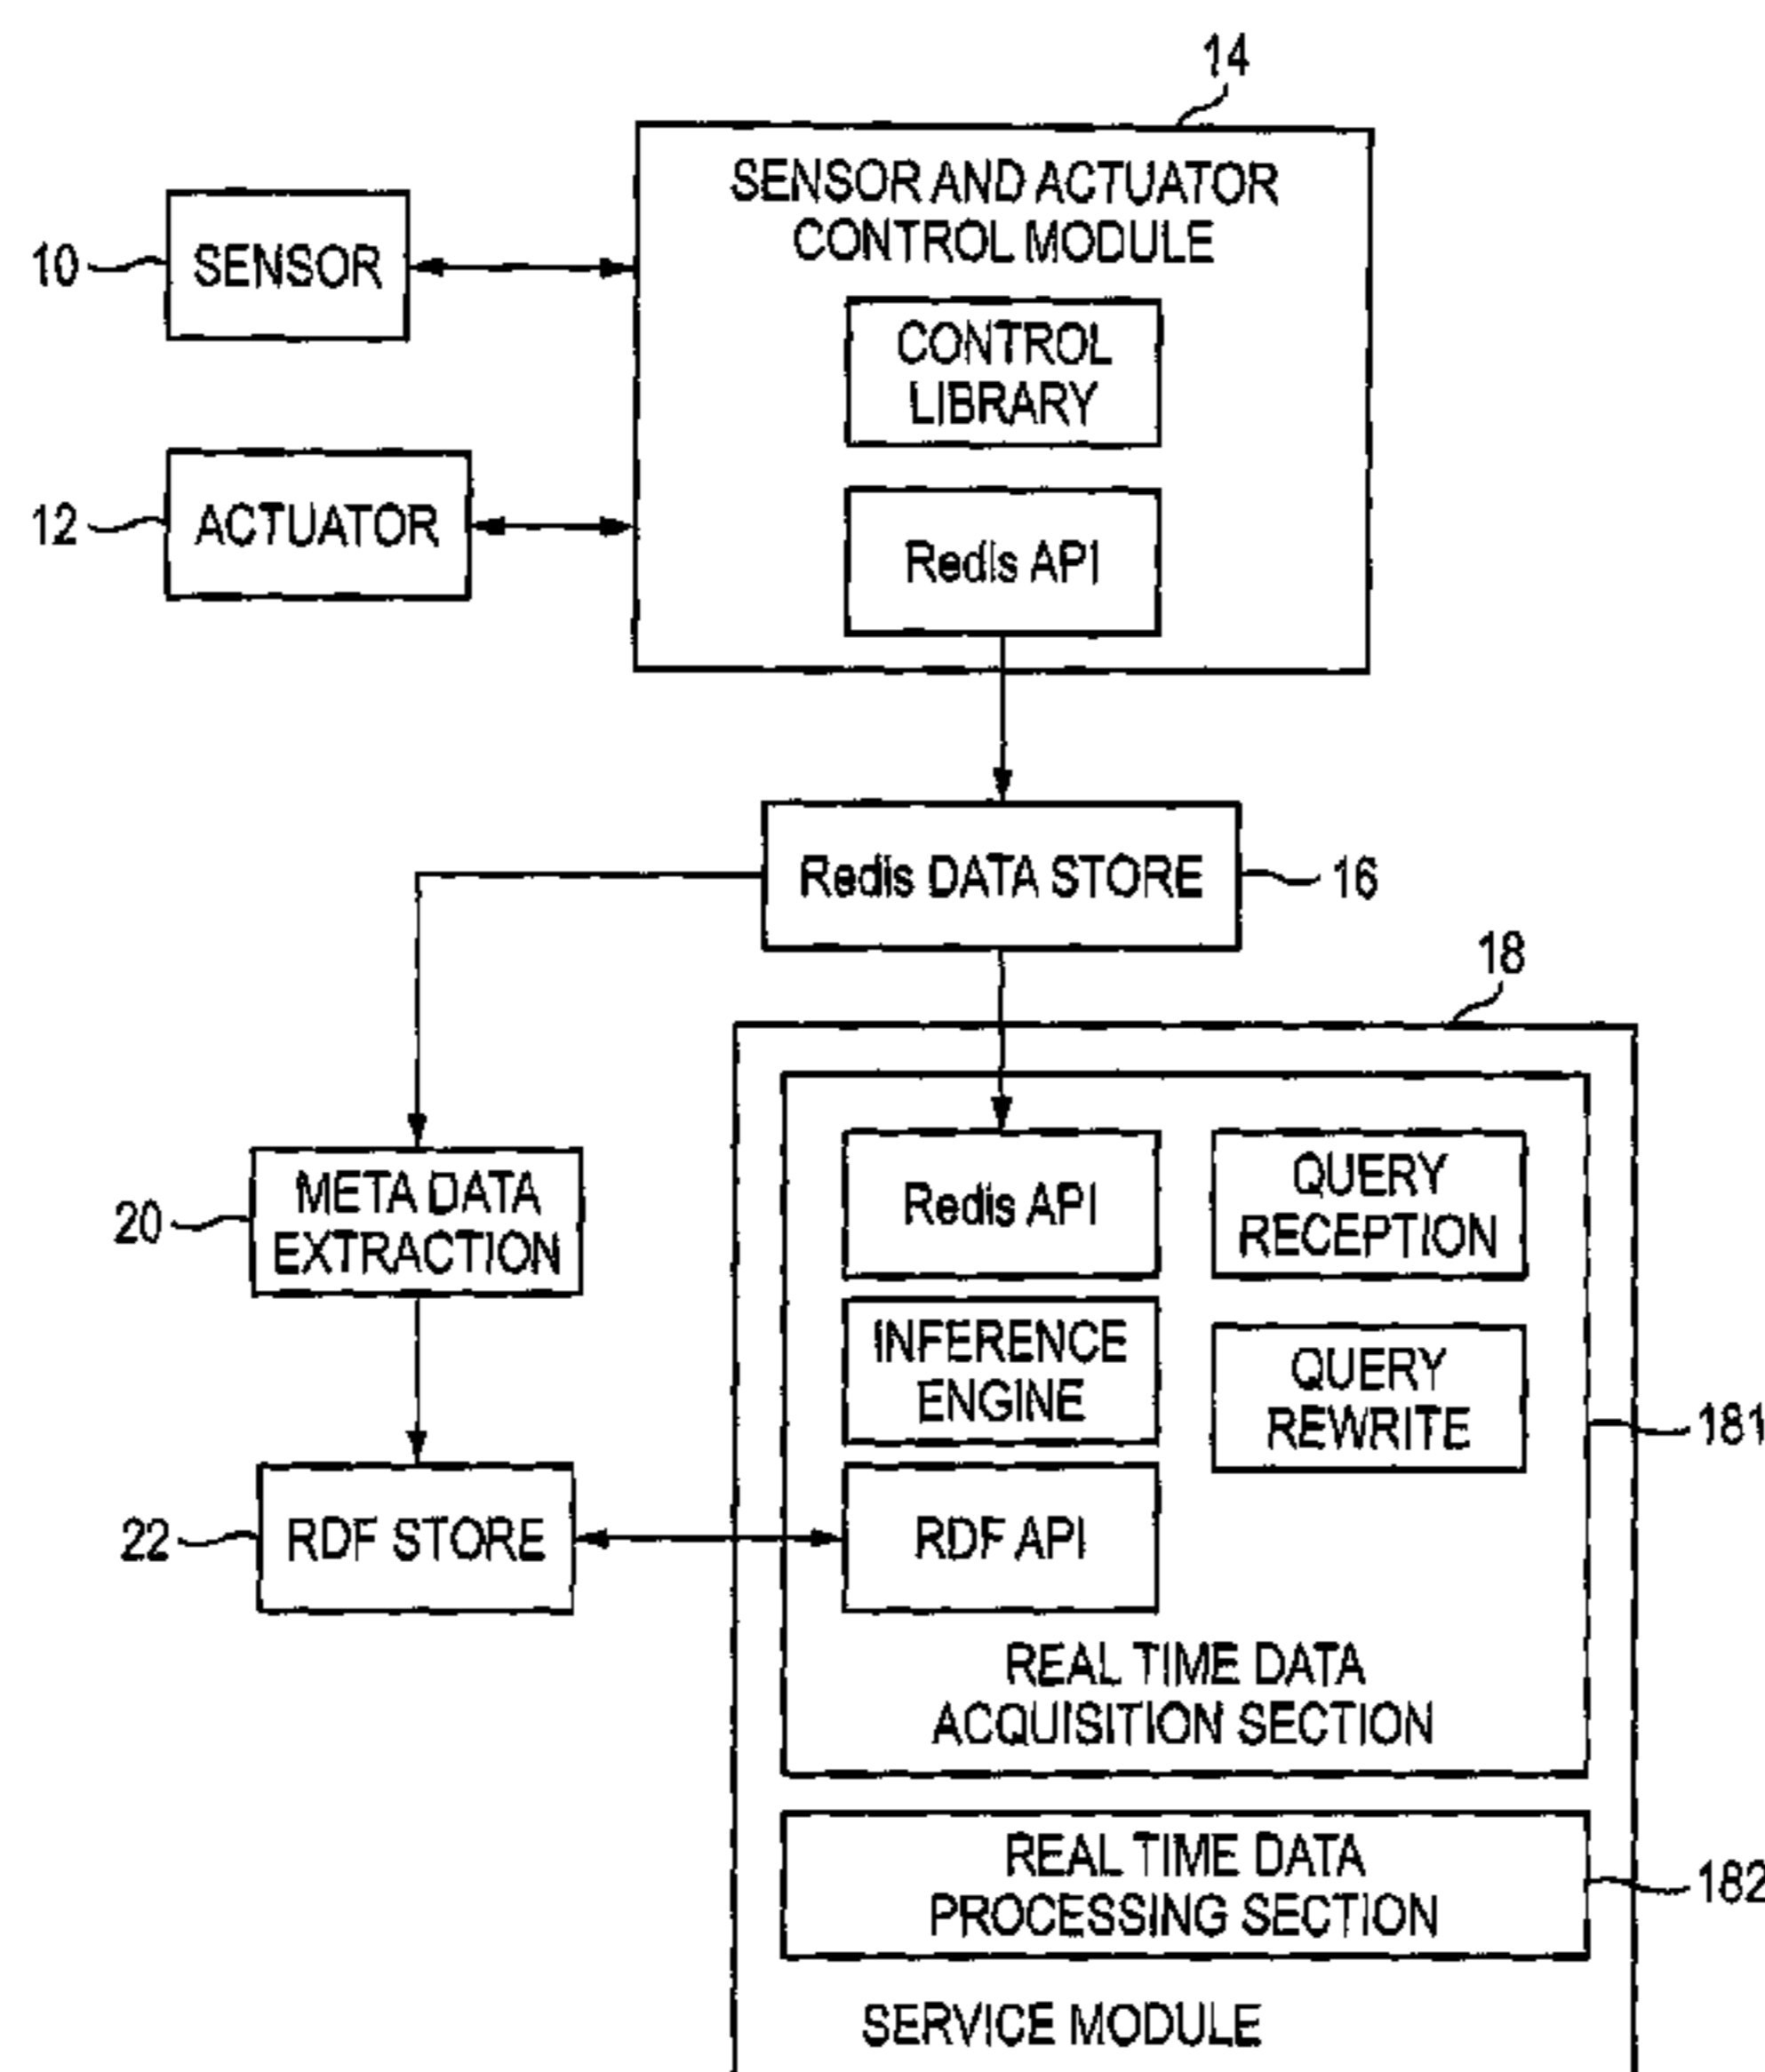 14
SENSOR AND ACTUATOR
CONTROL MODULE
10
SENSOR
CONTROL
LIBRARY
12
ACTUATOR
Redis API
Redis DATA STORE
16
18
20
META DATA
EXTRACTION
Redis API
QUERY
RECEPTION
INFERENCE
ENGINE
QUERY
REWRITE
181
22
RDF STORE
RDF API
REAL TIME DATA
ACQUISITION SECTION
REAL TIME DATA
PROCESSING SECTION
182
SERVICE MODULE